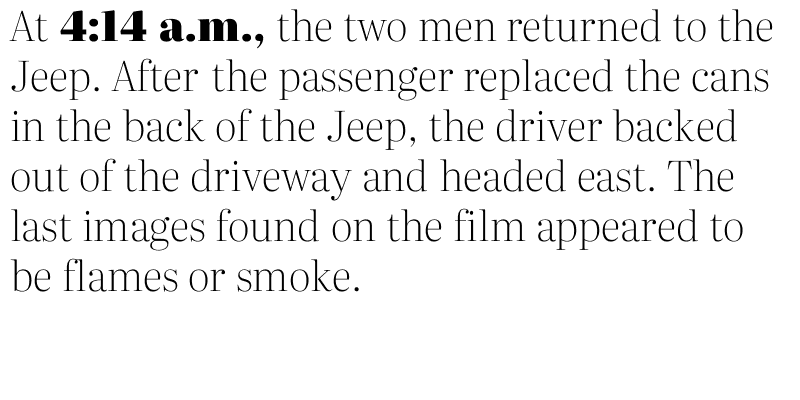 At 4:14 a.m., the two men returned to the
Jeep. After the passenger replaced the cans
in the back of the Jeep, the driver backed
out of the driveway and headed east. The
last images found on the film appeared to
be flames or smoke.